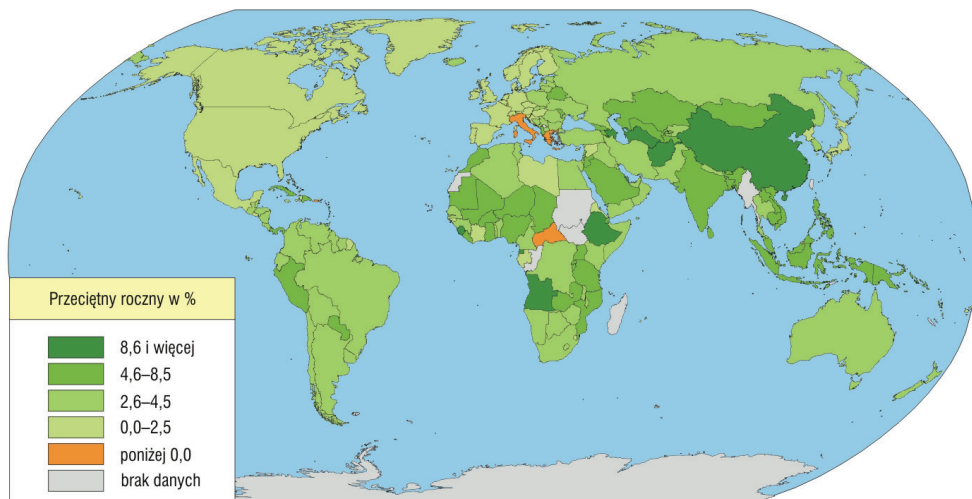 Przeciętny roczny w %
8,6 i więcej
4,6–8,5
2,6–4,5
0,0–2,5
poniżej 0,0
brak danych